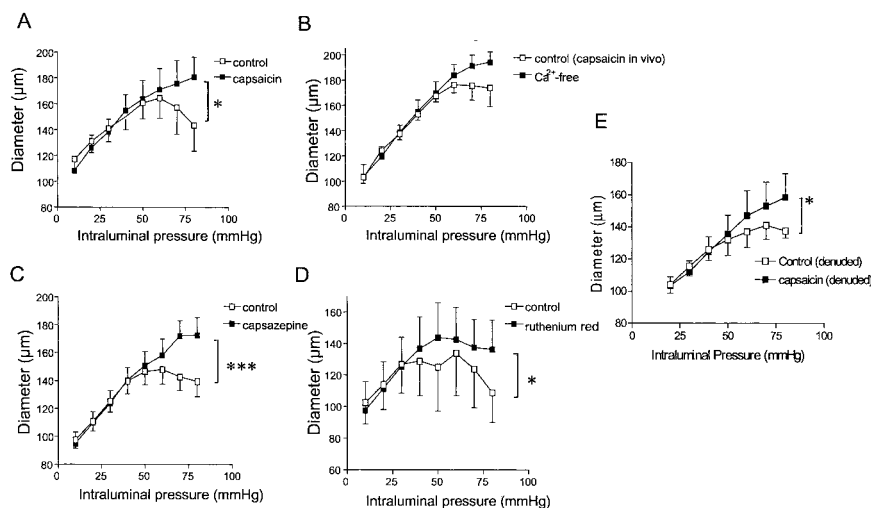 A
control
capsaicin
*
200
180
160
140
120
100
80
Diameter (µm)
0 25 50 75 100
Intraluminal pressure (mmHg)
B
control (capsaicin in vivo)
Ca2+-free
200
180
160
140
120
100
80
Diameter (µm)
0 25 50 75 100
Intraluminal pressure (mmHg)
C
control
capsazepine
***
200
180
160
140
120
100
80
Diameter (µm)
0 25 50 75 100
Intraluminal pressure (mmHg)
D
control
ruthenium red
*
180
160
140
120
100
80
60
Diameter (µm)
0 25 50 75 100
Intraluminal pressure (mmHg)
E
*
Control (denuded)
capsaicin (denuded)
180
160
140
120
100
80
60
Diameter (µm)
0 25 50 75 100
Intraluminal Pressure (mmHg)